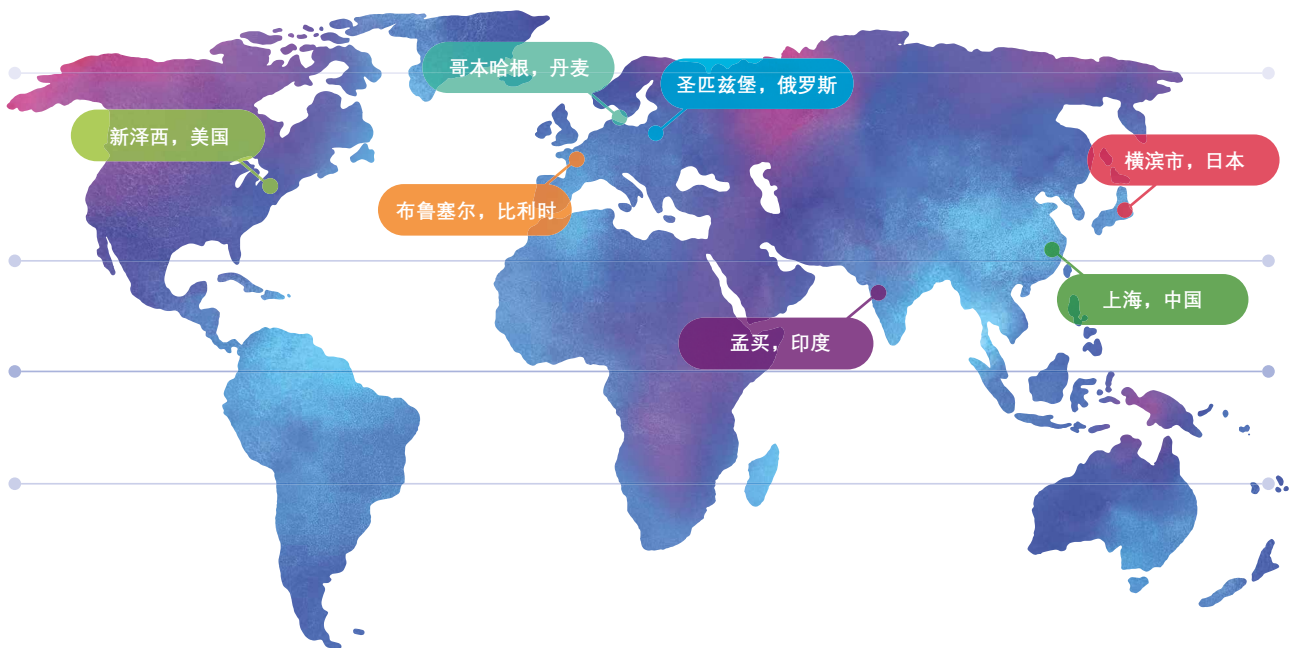 哥本哈根，丹麦
圣匹兹堡，俄罗斯
新泽西，美国
横滨市，日本
布鲁塞尔，比利时
上海，中国
孟买，印度